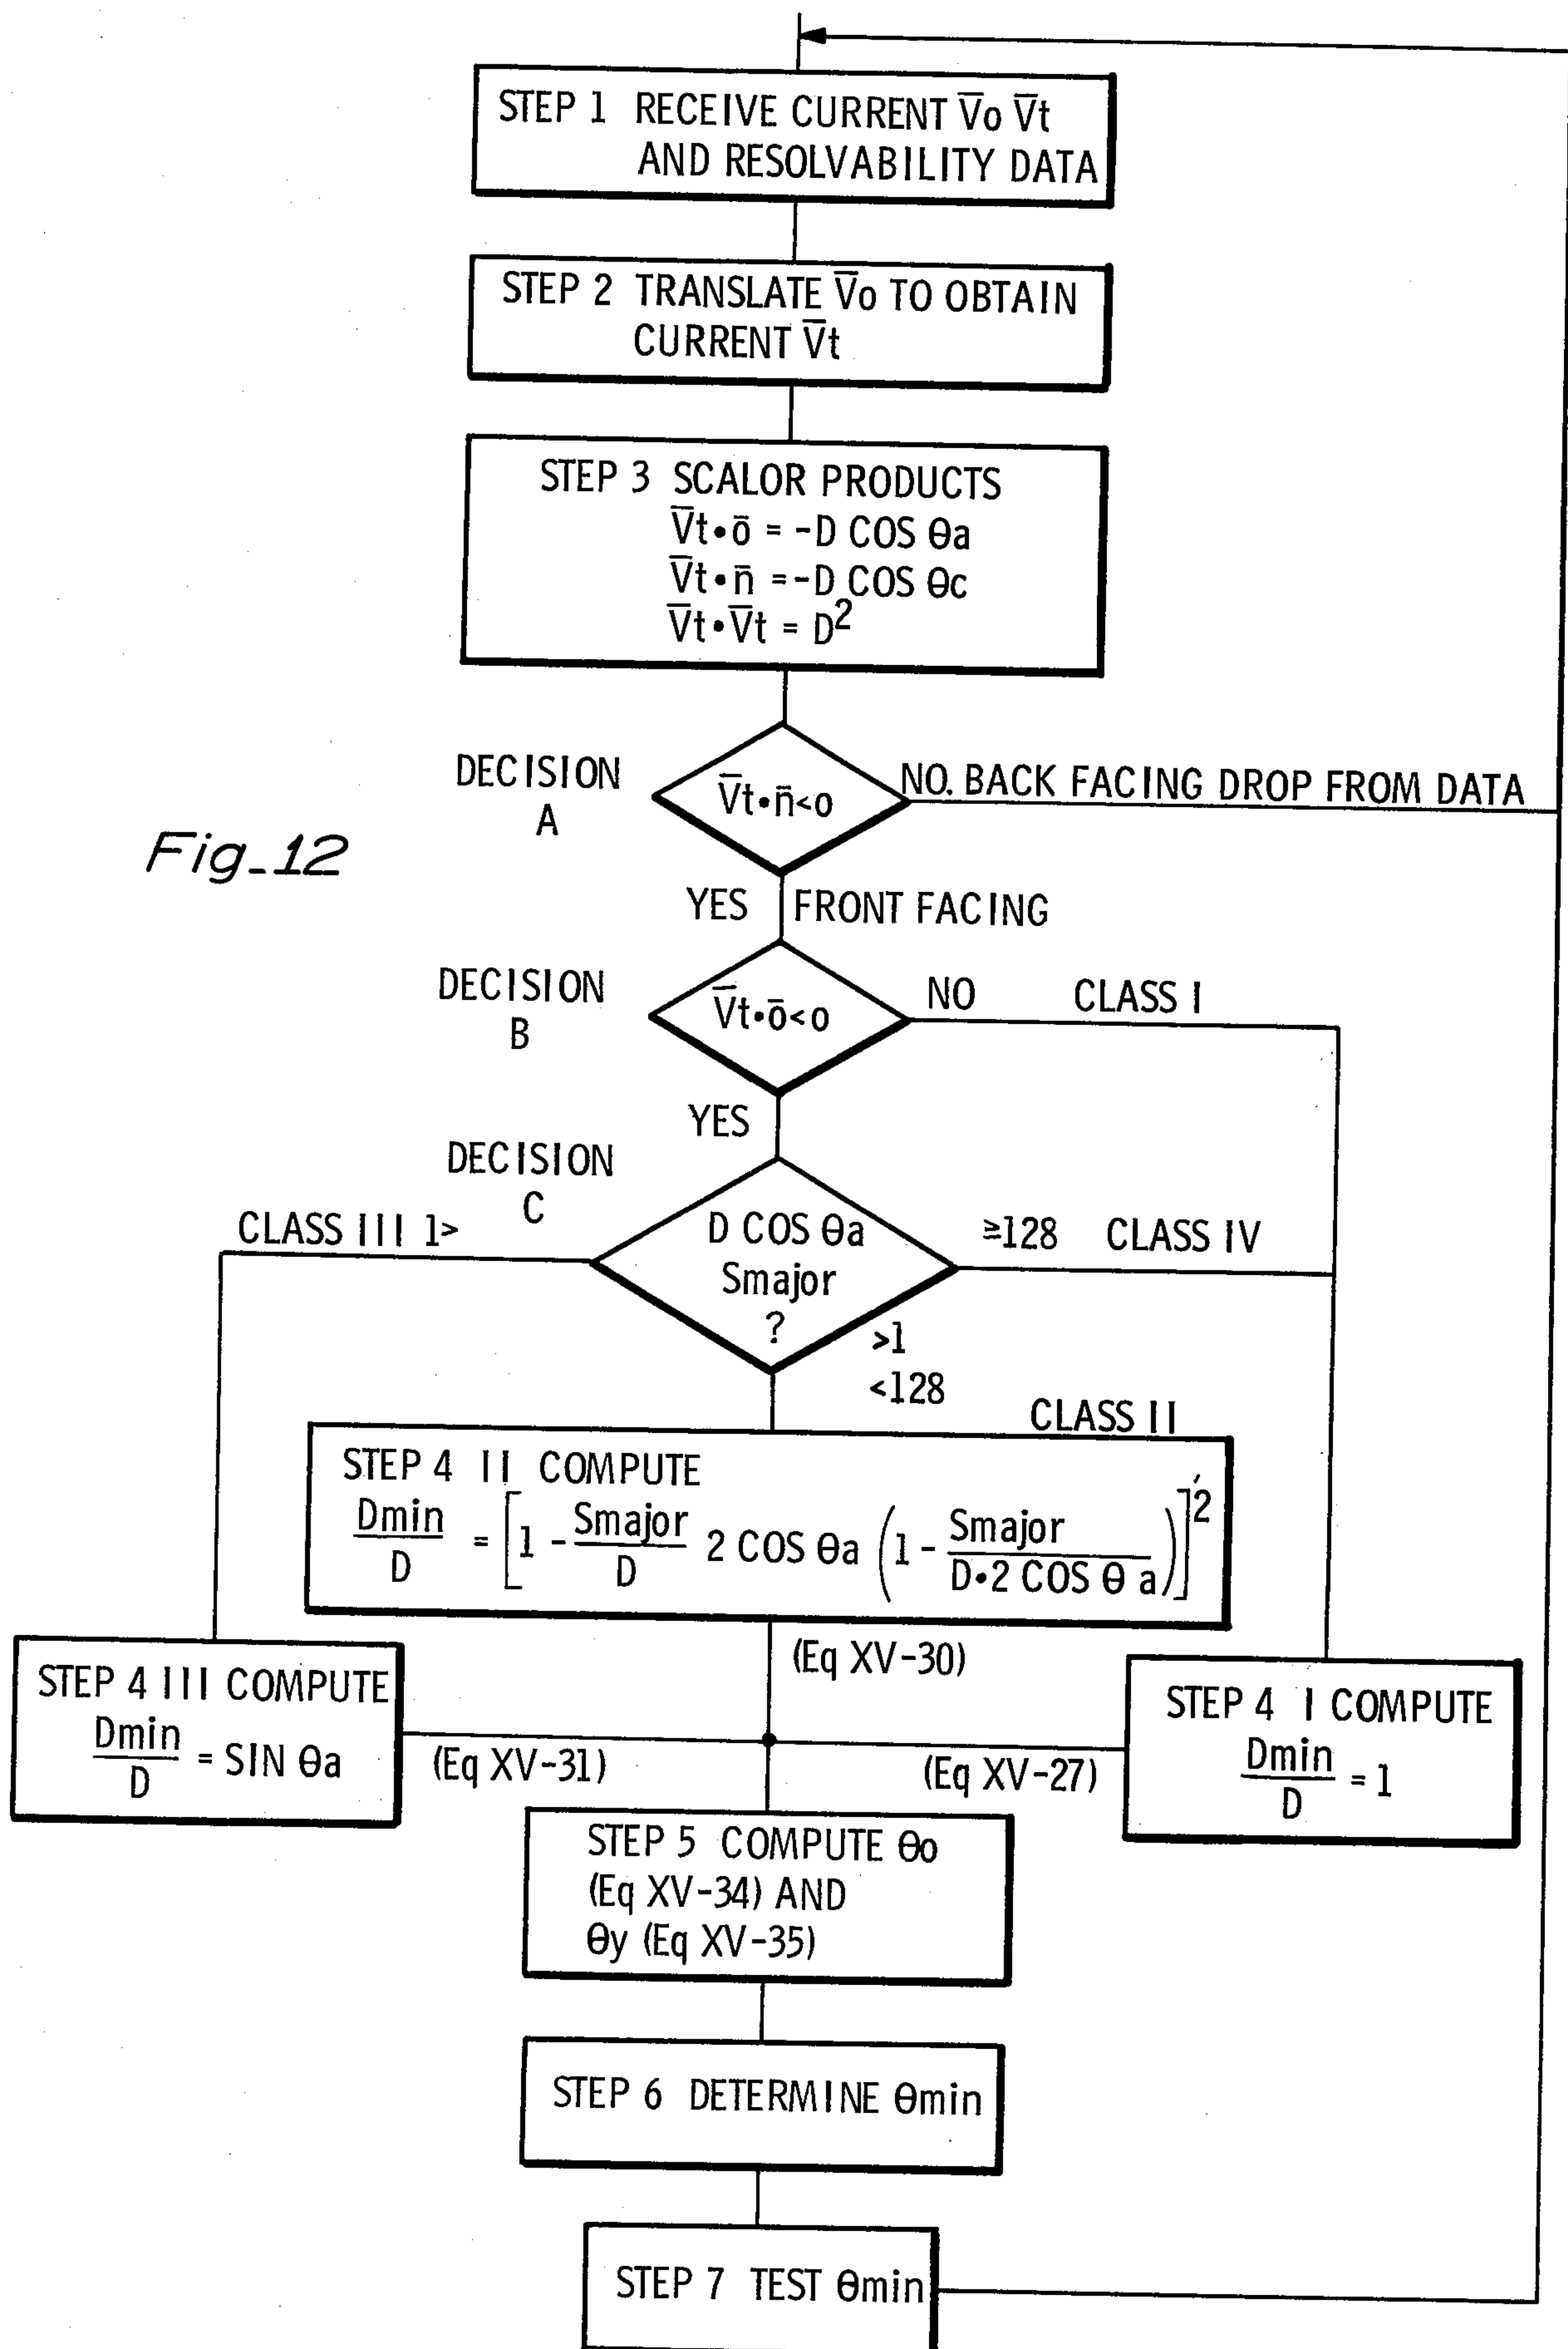 STEP 1 RECEIVE CURRENT V̅o V̅t
AND RESOLVABILITY DATA
STEP 2 TRANSLATE V̅o TO OBTAIN
CURRENT V̅t
STEP 3 SCALOR PRODUCTS
V̅t•ō = -D COS θa
V̅t•n̄ = -D COS θc
V̅t•V̅t = D²
DECISION
A
V̅t•n̄<o
NO. BACK FACING DROP FROM DATA
Fig_12
YES FRONT FACING
DECISION
B
V̅t•ō<o
NO CLASS I
YES
DECISION
C
CLASS III 1>
D COS θa
Smajor
?
≥128 CLASS IV
>1
<128
CLASS II
STEP 4 II COMPUTE
Dmin/D = [1 - Smajor/D 2 COS θa (1 - Smajor/D•2 COS θ a)]^'2
(Eq XV-30)
STEP 4 III COMPUTE
Dmin/D = SIN θa
(Eq XV-31)
(Eq XV-27)
STEP 4 I COMPUTE
Dmin/D = 1
STEP 5 COMPUTE θo
(Eq XV-34) AND
θy (Eq XV-35)
STEP 6 DETERMINE θmin
STEP 7 TEST θmin